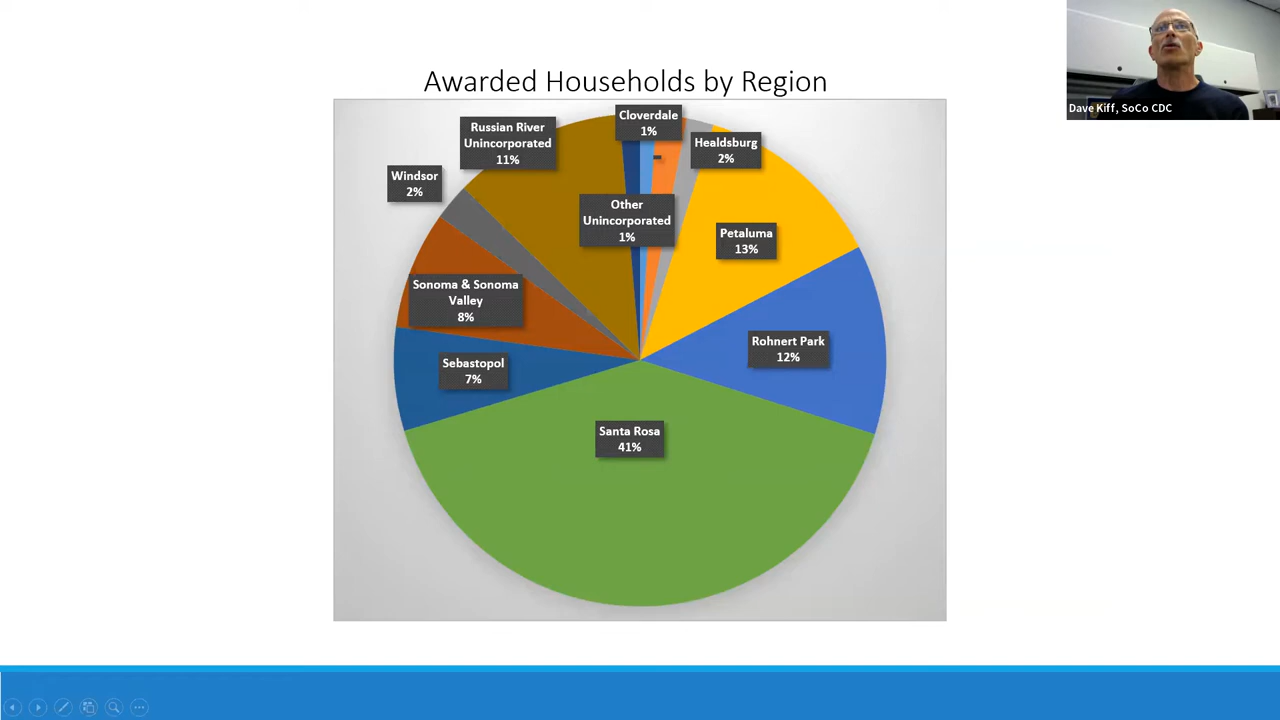 Dave Kiff, SoCo CDC
Awarded Households by Region
Cloverdale
1%
Russian River
Unincorporated
11%
Healdsburg
2%
Windsor
2%
Other
Unincorporated
1%
Petaluma
13%
Sonoma & Sonoma
Valley
8%
Rohnert Park
12%
Sebastopol
7%
Santa Rosa
41%